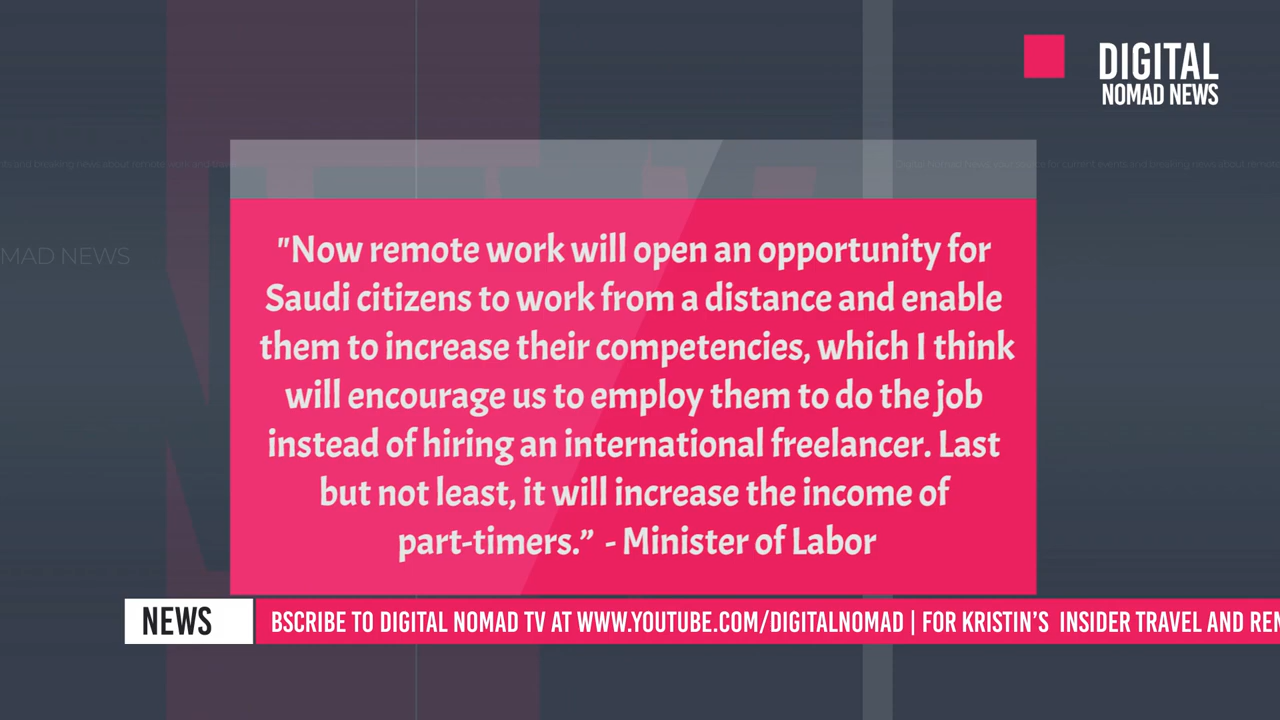 DIGITAL
NOMAD NEWS
MAD NEWS
"Now remote work will open an opportunity for
Saudi citizens to work from a distance and enable
them to increase their competencies, which I think
will encourage us to employ them to do the job
instead of hiring an international freelancer. Last
but not least, it will increase the income of
part-timers.” - Minister of Labor
NEWS
BSCRIBE TO DIGITAL NOMAD TV AT WWW.YOUTUBE.COM/DIGITALNOMAD | FOR KRISTIN’S INSIDER TRAVEL AND REM